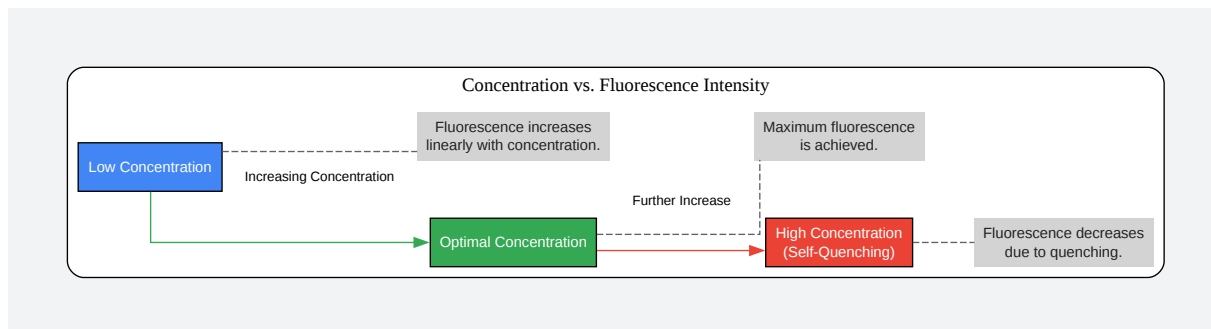 Concentration vs. Fluorescence Intensity
Fluorescence increases
linearly with concentration.
Maximum fluorescence
is achieved.
Low Concentration
Increasing Concentration
Further Increase
Optimal Concentration
High Concentration
(Self-Quenching)
Fluorescence decreases
due to quenching.